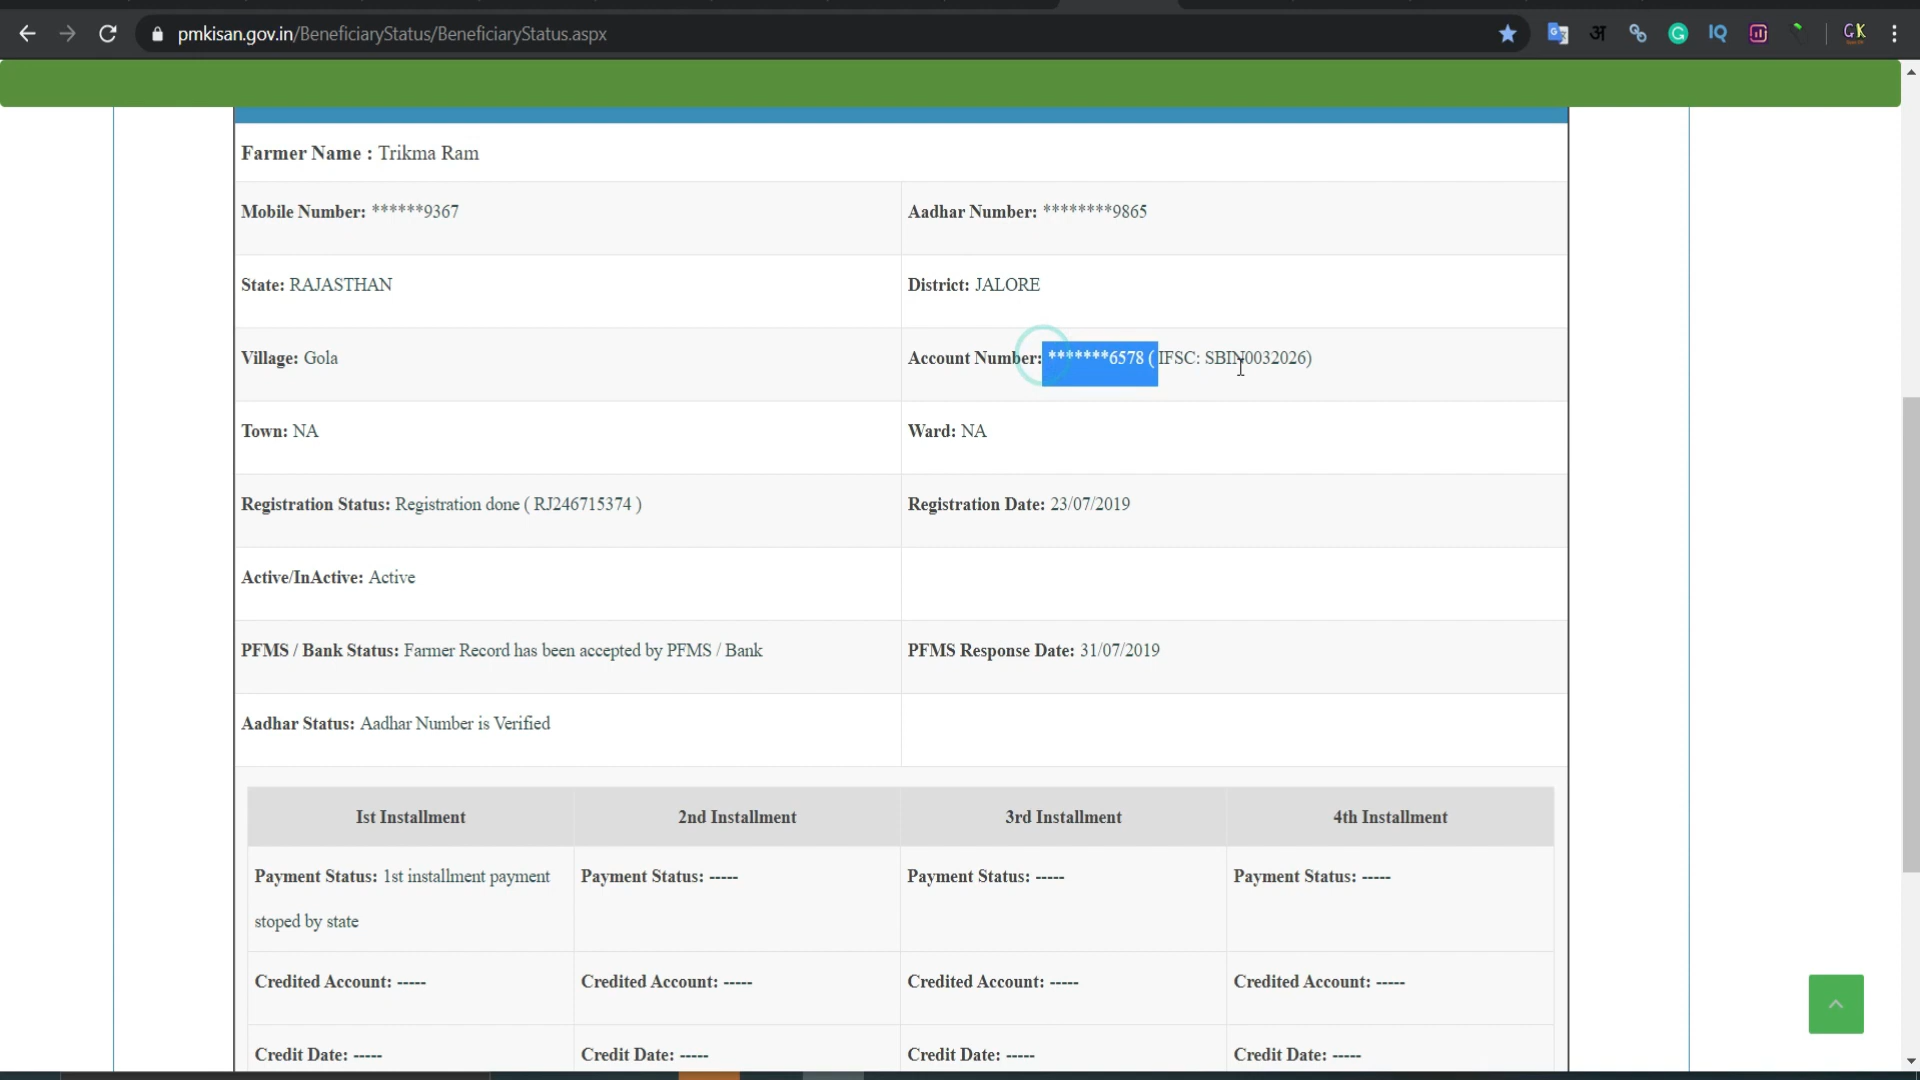 pmkisan.gov.in/BeneficiaryStatus/BeneficiaryStatus.aspx
अ
IQ
GK
Farmer Name : Trikma Ram
Mobile Number: ******9367
Aadhar Number: ********9865
State: RAJASTHAN
District: JALORE
Village: Gola
Account Number: *******6578 ( IFSC: SBIN0032026)
Town: NA
Ward: NA
Registration Status: Registration done ( RJ246715374 )
Registration Date: 23/07/2019
Active/InActive: Active
PFMS / Bank Status: Farmer Record has been accepted by PFMS / Bank
PFMS Response Date: 31/07/2019
Aadhar Status: Aadhar Number is Verified
Ist Installment
2nd Installment
3rd Installment
4th Installment
Payment Status: 1st installment payment
stoped by state
Payment Status: -----
Payment Status: -----
Payment Status: -----
Credited Account: -----
Credited Account: -----
Credited Account: -----
Credited Account: -----
Credit Date: -----
Credit Date: -----
Credit Date: -----
Credit Date: -----